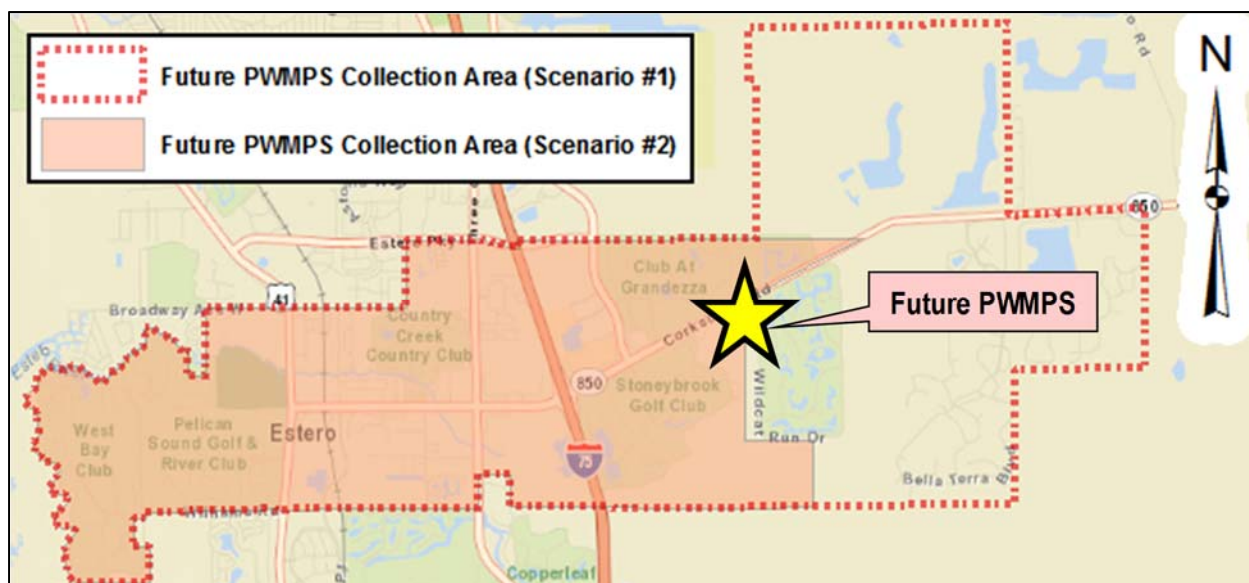 Future PWMPS Collection Area (Scenario #1)
Future PWMPS Collection Area (Scenario #2)
N
Rd
850
Estero Pky
Club At
Grandezza
Future PWMPS
41
Broadway Ave W
Country
Creek
Country Club
850
Stoneybrook
Golf Club
Wildcat
Run Dr
West
Bay
Club
Pelican
Sound Golf &
River Club
Estero
75
Bella Terra Blvd
Copperleaf